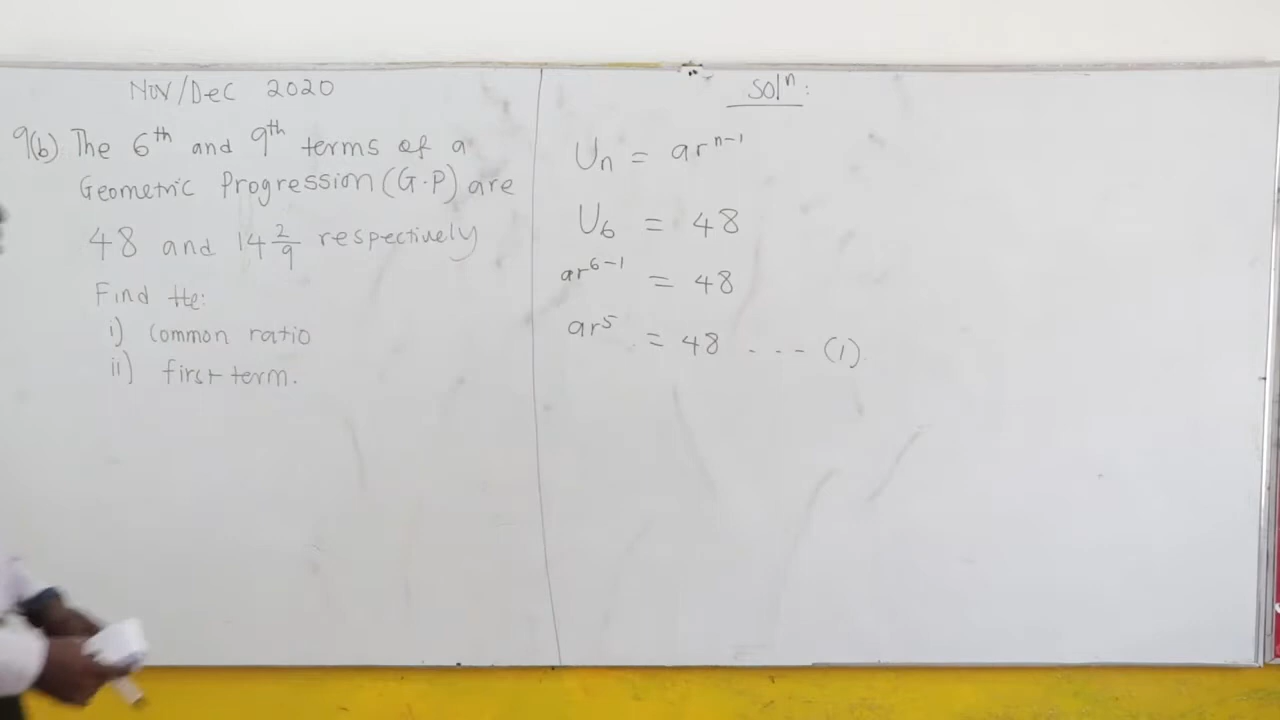 Nov/Dec 2020
9(b). The 6th and 9th terms of a
Geometric Progression (G.P) are
48 and 14 2/9 respectively
Find the:
i) Common ratio
ii) first term.
Soln:
Un = ar^n-1
U6 = 48
ar^6-1 = 48
ar^5 = 48 . . - - (1).